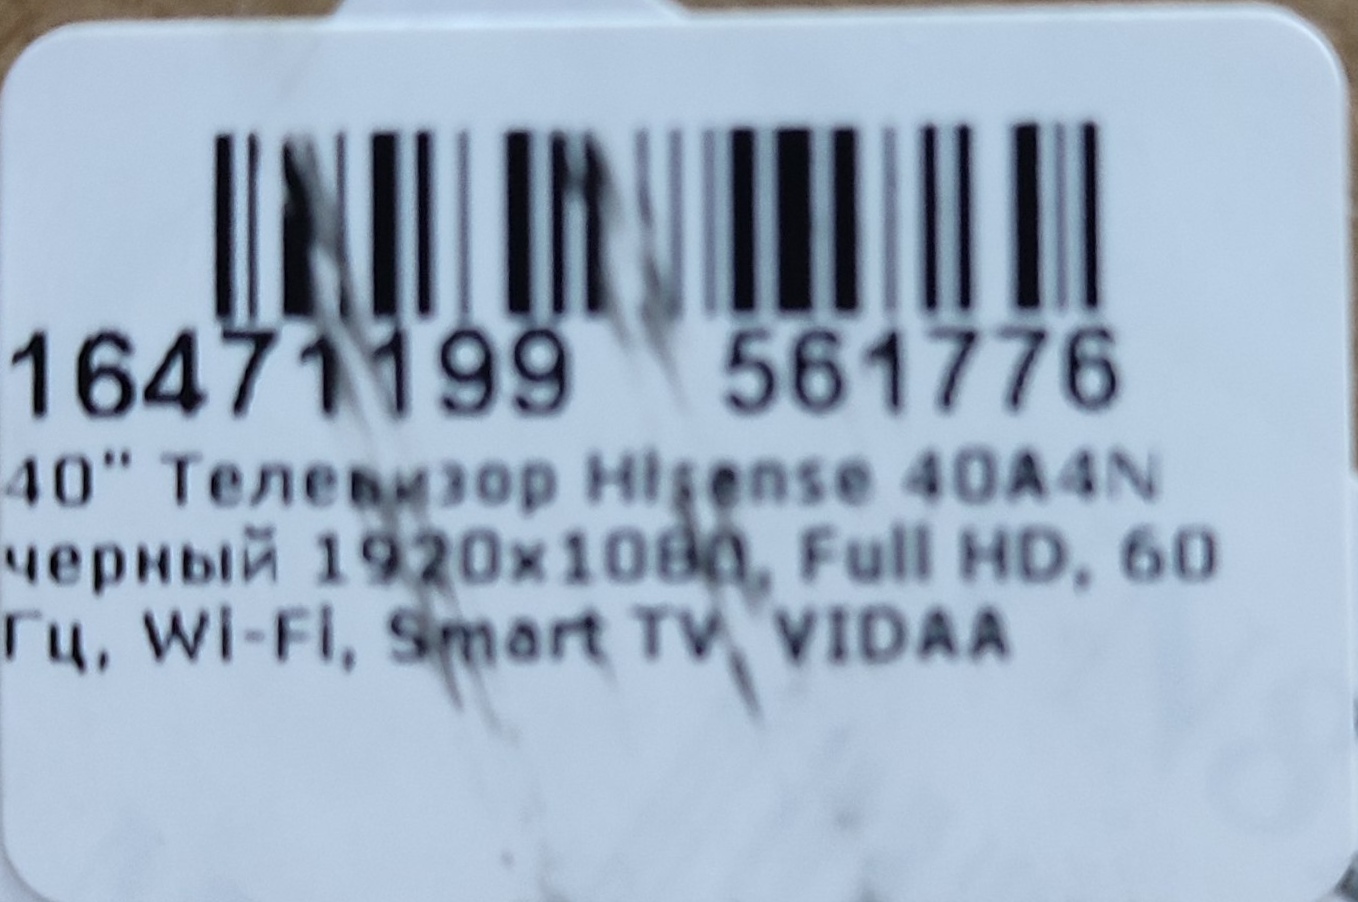 16471199 561776
40" Телевизор Hisense 40A4N
черный 1920x1080, Full HD, 60
Гц, Wi-Fi, Smart TV, VIDAA